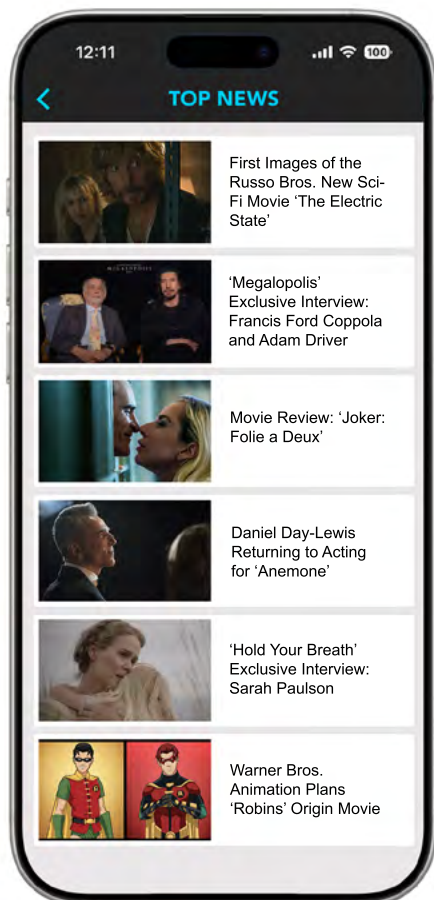 12:11
100
TOP NEWS
First Images of the
Russo Bros. New Sci-
Fi Movie ‘The Electric
State’
MEGALOPOLIS
‘Megalopolis’
Exclusive Interview:
Francis Ford Coppola
and Adam Driver
Movie Review: ‘Joker:
Folie a Deux’
Daniel Day-Lewis
Returning to Acting
for ‘Anemone’
‘Hold Your Breath’
Exclusive Interview:
Sarah Paulson
Warner Bros.
Animation Plans
‘Robins’ Origin Movie